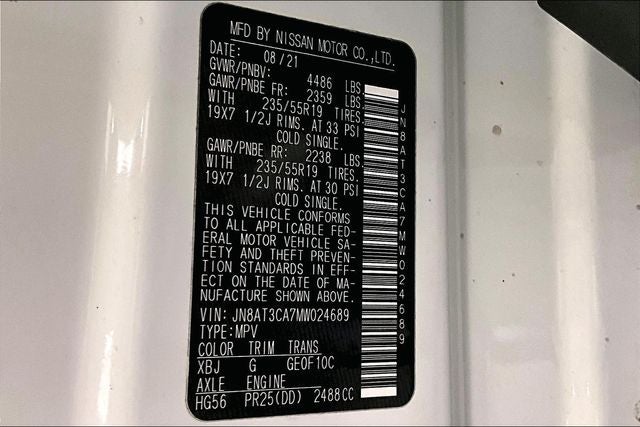 MFD BY NISSAN MOTOR CO.,LTD.
DATE: 08/21
GVWR/PNBV: 4486 LBS
GAWR/PNBE FR: 2359 LBS
WITH 235/55R19 TIRES
19X7 1/2J RIMS. AT 33 PSI
COLD SINGLE.
GAWR/PNBE RR: 2238 LBS
WITH 235/55R19 TIRES.
19X7 1/2J RIMS. AT 30 PSI
COLD SINGLE.
THIS VEHICLE CONFORMS
TO ALL APPLICABLE FED-
ERAL MOTOR VEHICLE SA-
FETY AND THEFT PREVEN-
TION STANDARDS IN EFF-
ECT ON THE DATE OF MA-
NUFACTURE SHOWN ABOVE.
VIN: JN8AT3CA7MW024689
TYPE:MPV
COLOR TRIM TRANS
XBJ G GE0F10C
AXLE ENGINE
HG56 PR25(DD) 2488CC
JN8AT3CA7MW024689